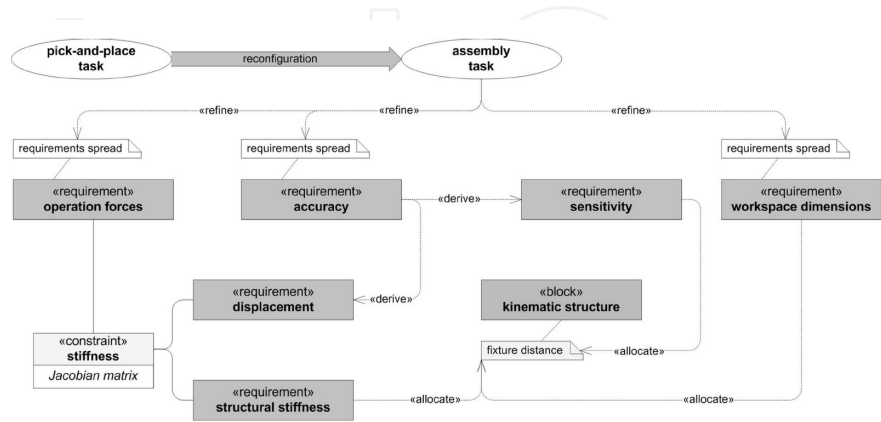 pick-and-place
task
reconfiguration
assembly
task
«refine»
«refine»
«refine»
requirements spread
requirements spread
requirements spread
«requirement»
operation forces
«requirement»
accuracy
«derive»
«requirement»
sensitivity
«requirement»
workspace dimensions
«requirement»
displacement
«derive»
«block»
kinematic structure
«constraint»
stiffness
Jacobian matrix
fixture distance
«allocate»
«requirement»
structural stiffness
«allocate»
«allocate»